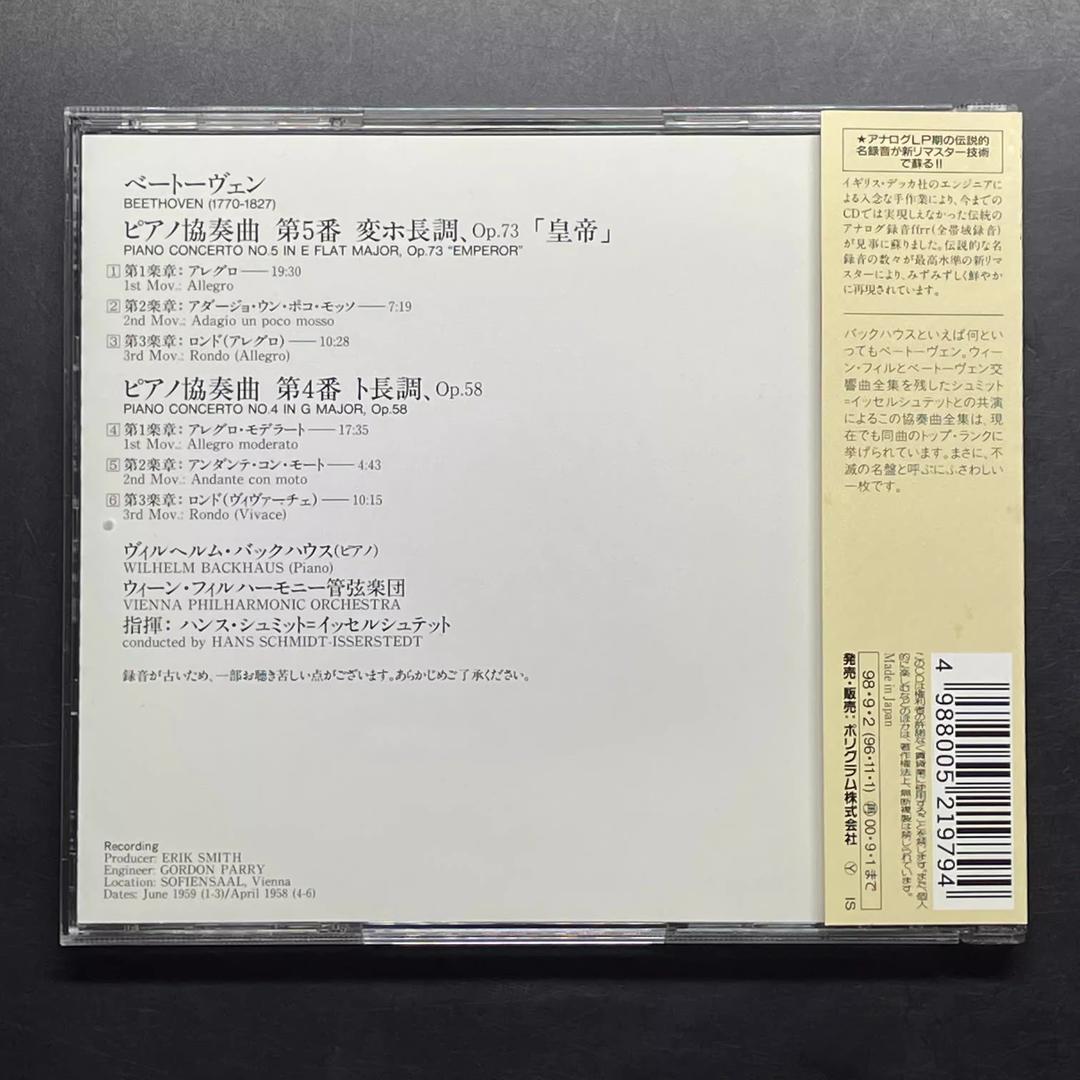 ベートーヴェン
BEETHOVEN (1770-1827)
ピアノ協奏曲 第5番 変ホ長調、Op.73 「皇帝」
PIANO CONCERTO NO.5 IN E FLAT MAJOR, Op.73 "EMPEROR"
1 第1楽章: アレグロ——19:30
1st Mov.: Allegro
2 第2楽章: アダージョ・ウン・ポコ・モッソ——7:19
2nd Mov.: Adagio un poco mosso
3 第3楽章: ロンド(アレグロ)——10:28
3rd Mov.: Rondo (Allegro)
ピアノ協奏曲 第4番 ト長調、Op.58
PIANO CONCERTO NO.4 IN G MAJOR, Op.58
4 第1楽章: アレグロ・モデラート——17:35
1st Mov.: Allegro moderato
5 第2楽章: アンダンテ・コン・モート——4:43
2nd Mov.: Andante con moto
6 第3楽章: ロンド(ヴィヴァーチェ)——10:15
3rd Mov.: Rondo (Vivace)
ヴィルヘルム・バックハウス(ピアノ)
WILHELM BACKHAUS (Piano)
ウィーン・フィルハーモニー管弦楽団
VIENNA PHILHARMONIC ORCHESTRA
指揮: ハンス・シュミット=イッセルシュテット
conducted by HANS SCHMIDT-ISSERSTEDT
録音が古いため、一部お聴き苦しい点がございます。あらかじめご了承ください。
Recording
Producer: ERIK SMITH
Engineer: GORDON PARRY
Location: SOFIENSAAL, Vienna
Dates: June 1959 (1-3)/April 1958 (4-6)
★アナログLP期の伝説的
名録音が新リマスター技術
で蘇る!!
イギリス・デッカ社のエンジニアに
よる入念な手作業により、今までの
CDでは実現しえなかった伝統の
アナログ録音ffrr(全帯域録音)
が見事に蘇りました。伝説的な名
録音の数々が最高水準の新リマ
スターにより、みずみずしく鮮やか
に再現されています。
バックハウスといえば何とい
ってもベートーヴェン。ウィー
ン・フィルとベートーヴェン交
響曲全集を残したシュミット
=イッセルシュテットとの共演
によるこの協奏曲全集は、現
在でも同曲のトップ・ランクに
挙げられています。まさに、不
滅の名盤と呼ぶにふさわしい
一枚です。
4 988005 219794
Made in Japan
98・9・2 (96・11・1) 再 00・9・1まで
発売・販売: ポリグラム株式会社 Y IS